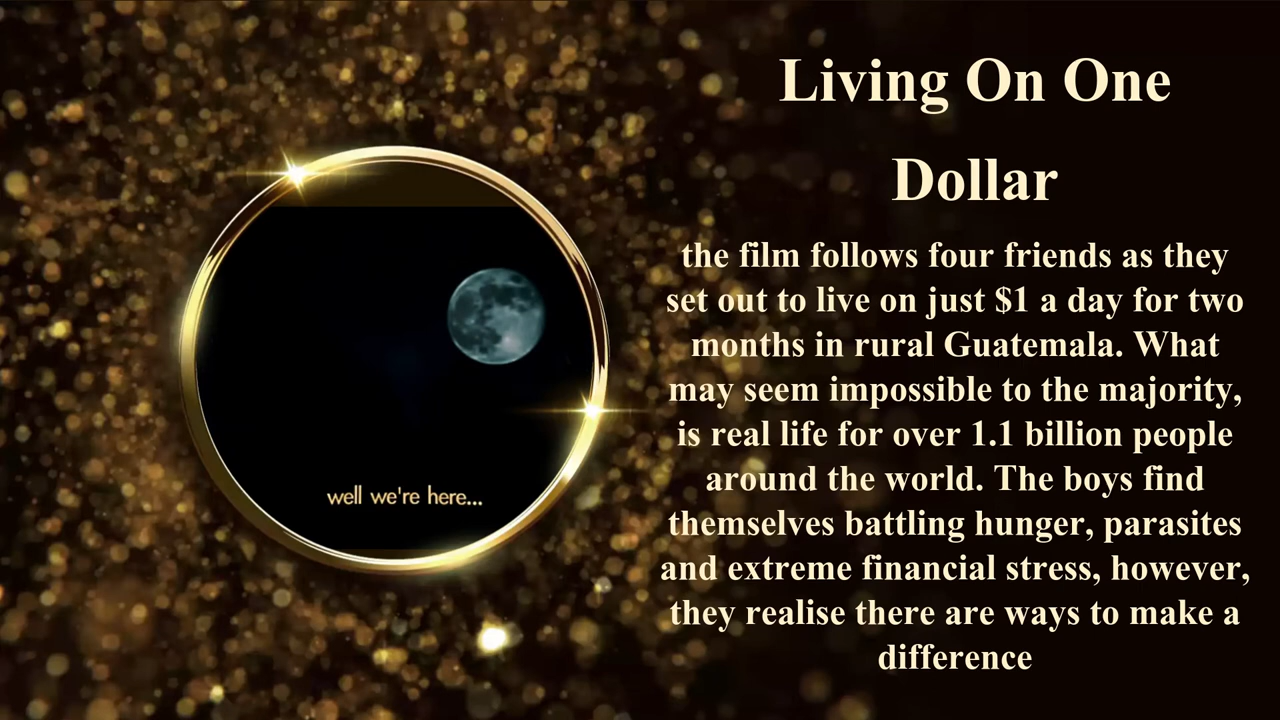 Living On One
Dollar
the film follows four friends as they
set out to live on just $1 a day for two
months in rural Guatemala. What
may seem impossible to the majority,
is real life for over 1.1 billion people
around the world. The boys find
themselves battling hunger, parasites
and extreme financial stress, however,
they realise there are ways to make a
difference
well we're here...